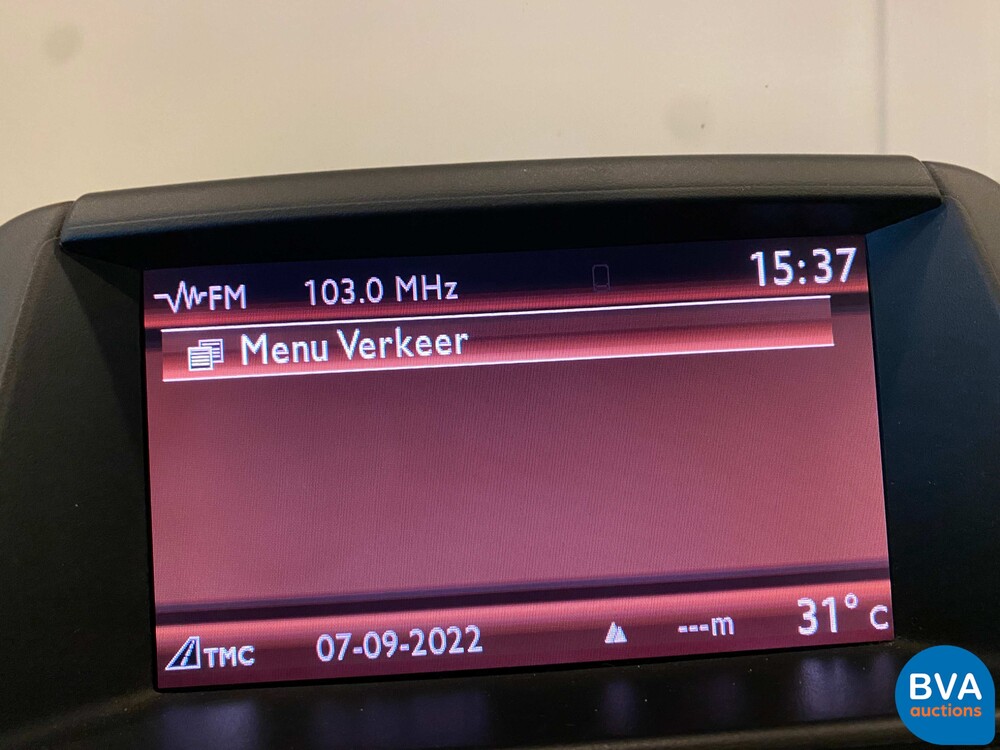 FM 103.0 MHz 15:37
Menu Verkeer
TMC 07-09-2022 ---m 31° C
BVA
auctions